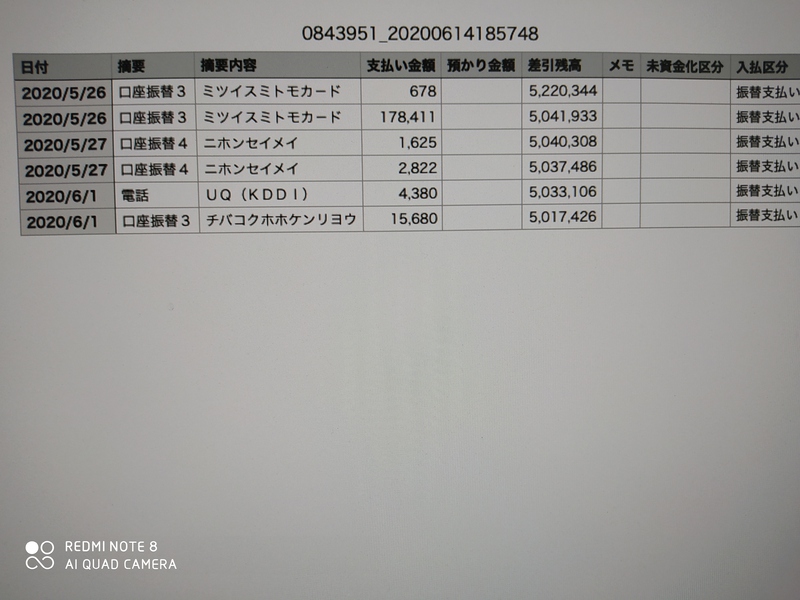 0843951_20200614185748
日付 摘要 摘要内容 支払い金額 預かり金額 差引残高 メモ 未資金化区分 入払区分
2020/5/26 口座振替3 ミツイスミトモカード 678 5,220,344 振替支払い
2020/5/26 口座振替3 ミツイスミトモカード 178,411 5,041,933 振替支払い
2020/5/27 口座振替4 ニホンセイメイ 1,625 5,040,308 振替支払い
2020/5/27 口座振替4 ニホンセイメイ 2,822 5,037,486 振替支払い
2020/6/1 電話 UQ(KDDI) 4,380 5,033,106 振替支払い
2020/6/1 口座振替3 チバコクホホケンリヨウ 15,680 5,017,426 振替支払い
REDMI NOTE 8
AI QUAD CAMERA